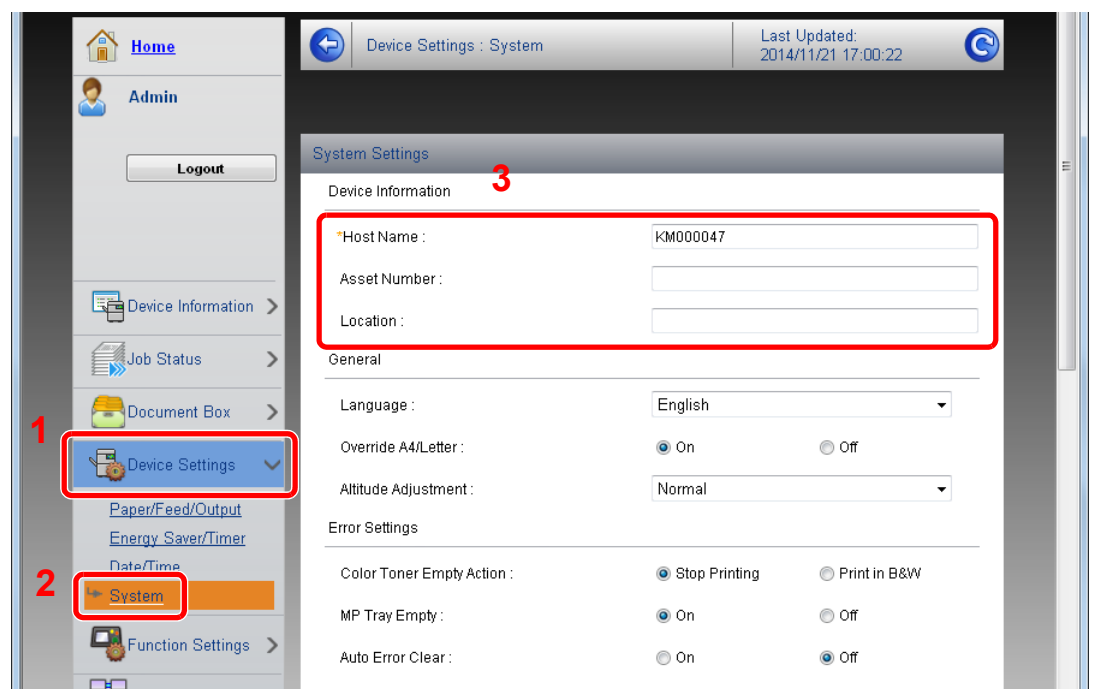 Home
Admin
Logout
Device Information
Job Status
Document Box
1
Device Settings
Paper/Feed/Output
Energy Saver/Timer
Date/Time
2
System
Function Settings
Device Settings : System
Last Updated:
2014/11/21 17:00:22
System Settings
3
Device Information
*Host Name : KM000047
Asset Number :
Location :
General
Language : English
Override A4/Letter : On Off
Altitude Adjustment : Normal
Error Settings
Color Toner Empty Action : Stop Printing Print in B&W
MP Tray Empty : On Off
Auto Error Clear : On Off